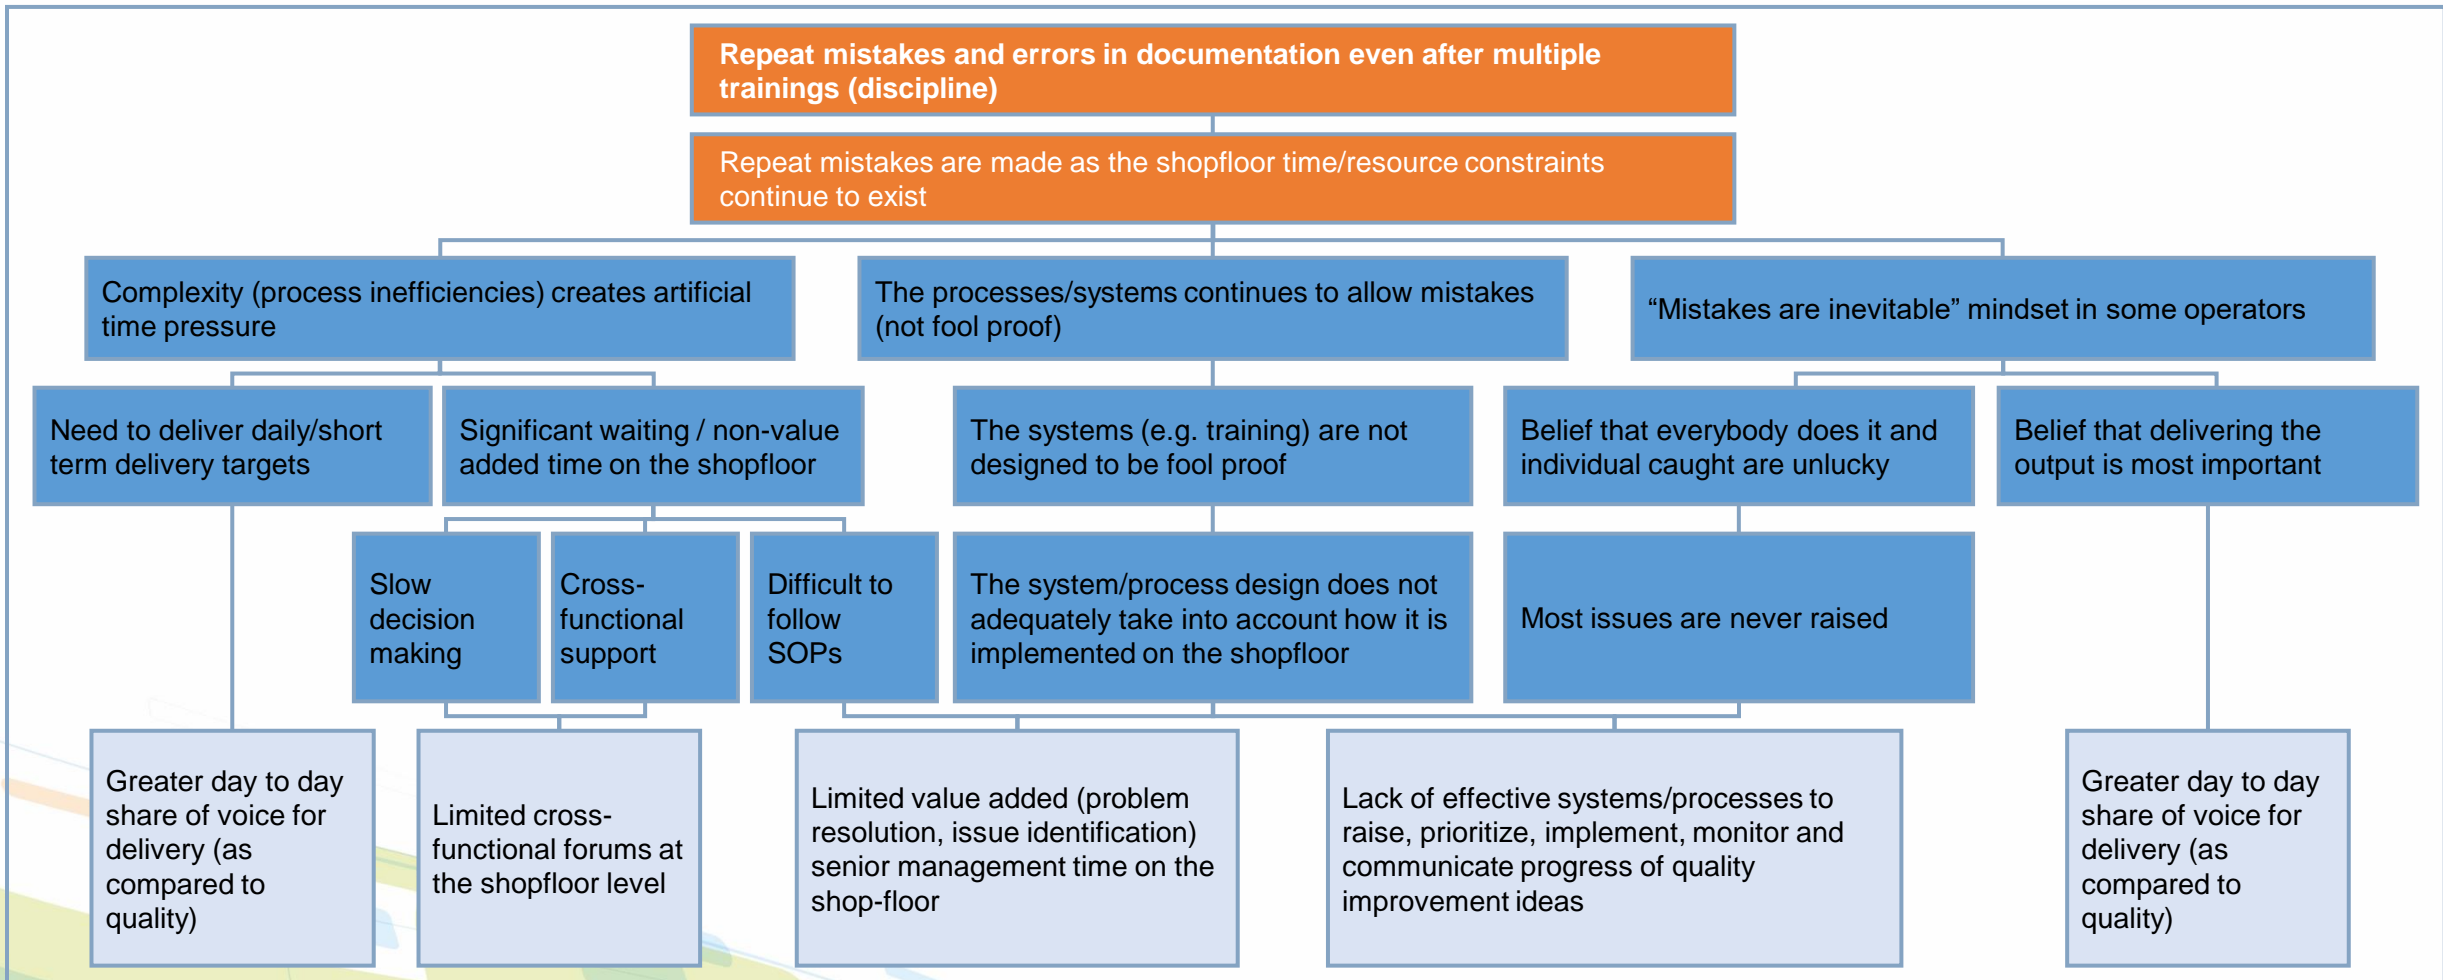 Repeat mistakes and errors in documentation even after multiple
trainings (discipline)
Repeat mistakes are made as the shopfloor time/resource constraints
continue to exist
Complexity (process inefficiencies) creates artificial
time pressure
The processes/systems continues to allow mistakes
(not fool proof)
“Mistakes are inevitable” mindset in some operators
Need to deliver daily/short
term delivery targets
Significant waiting / non-value
added time on the shopfloor
The systems (e.g. training) are not
designed to be fool proof
Belief that everybody does it and
individual caught are unlucky
Belief that delivering the
output is most important
Slow
decision
making
Cross-
functional
support
Difficult to
follow
SOPs
The system/process design does not
adequately take into account how it is
implemented on the shopfloor
Most issues are never raised
Greater day to day
share of voice for
delivery (as
compared to
quality)
Limited cross-
functional forums at
the shopfloor level
Limited value added (problem
resolution, issue identification)
senior management time on the
shop-floor
Lack of effective systems/processes to
raise, prioritize, implement, monitor and
communicate progress of quality
improvement ideas
Greater day to day
share of voice for
delivery (as
compared to
quality)